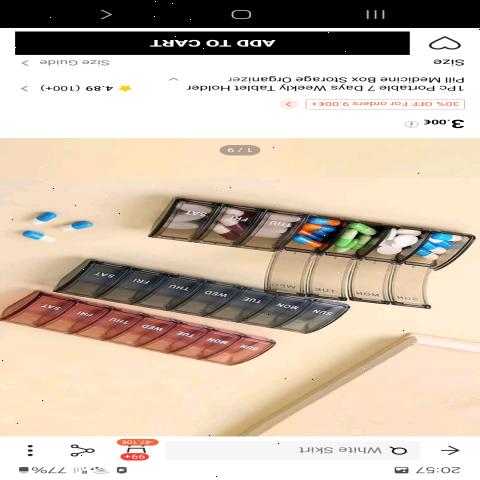 20:57
77%
White Skirt
99+
47.10€
SUN MON TUE WED THU FRI SAT
SUN MON TUE WED THU FRI SAT
SUN MON TUE WED
THU FRI SAT
1/9
3.00€
30% OFF For orders 9.00€+
1Pc Portable 7 Days Weekly Tablet Holder
Pill Medicine Box Storage Organizer
4.89 (100+)
Size
Size Guide
ADD TO CART